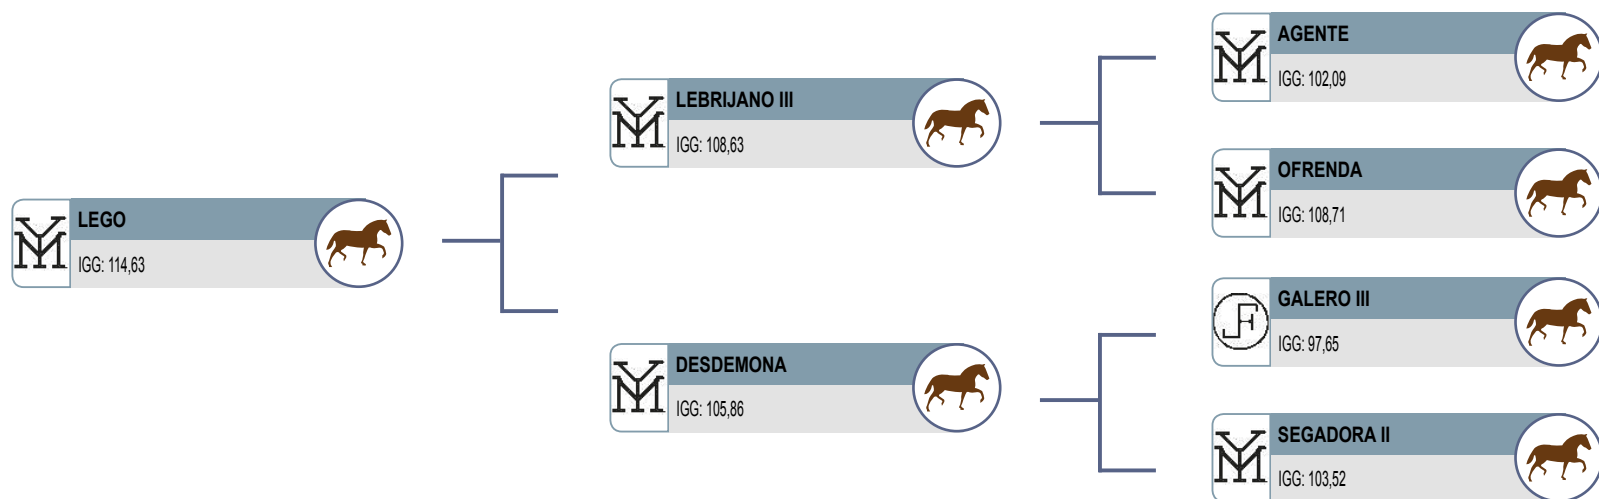 LEGO
IGG: 114,63
LEBRIJANO III
IGG: 108,63
DESDEMONA
IGG: 105,86
AGENTE
IGG: 102,09
OFRENDA
IGG: 108,71
GALERO III
IGG: 97,65
SEGADORA II
IGG: 103,52